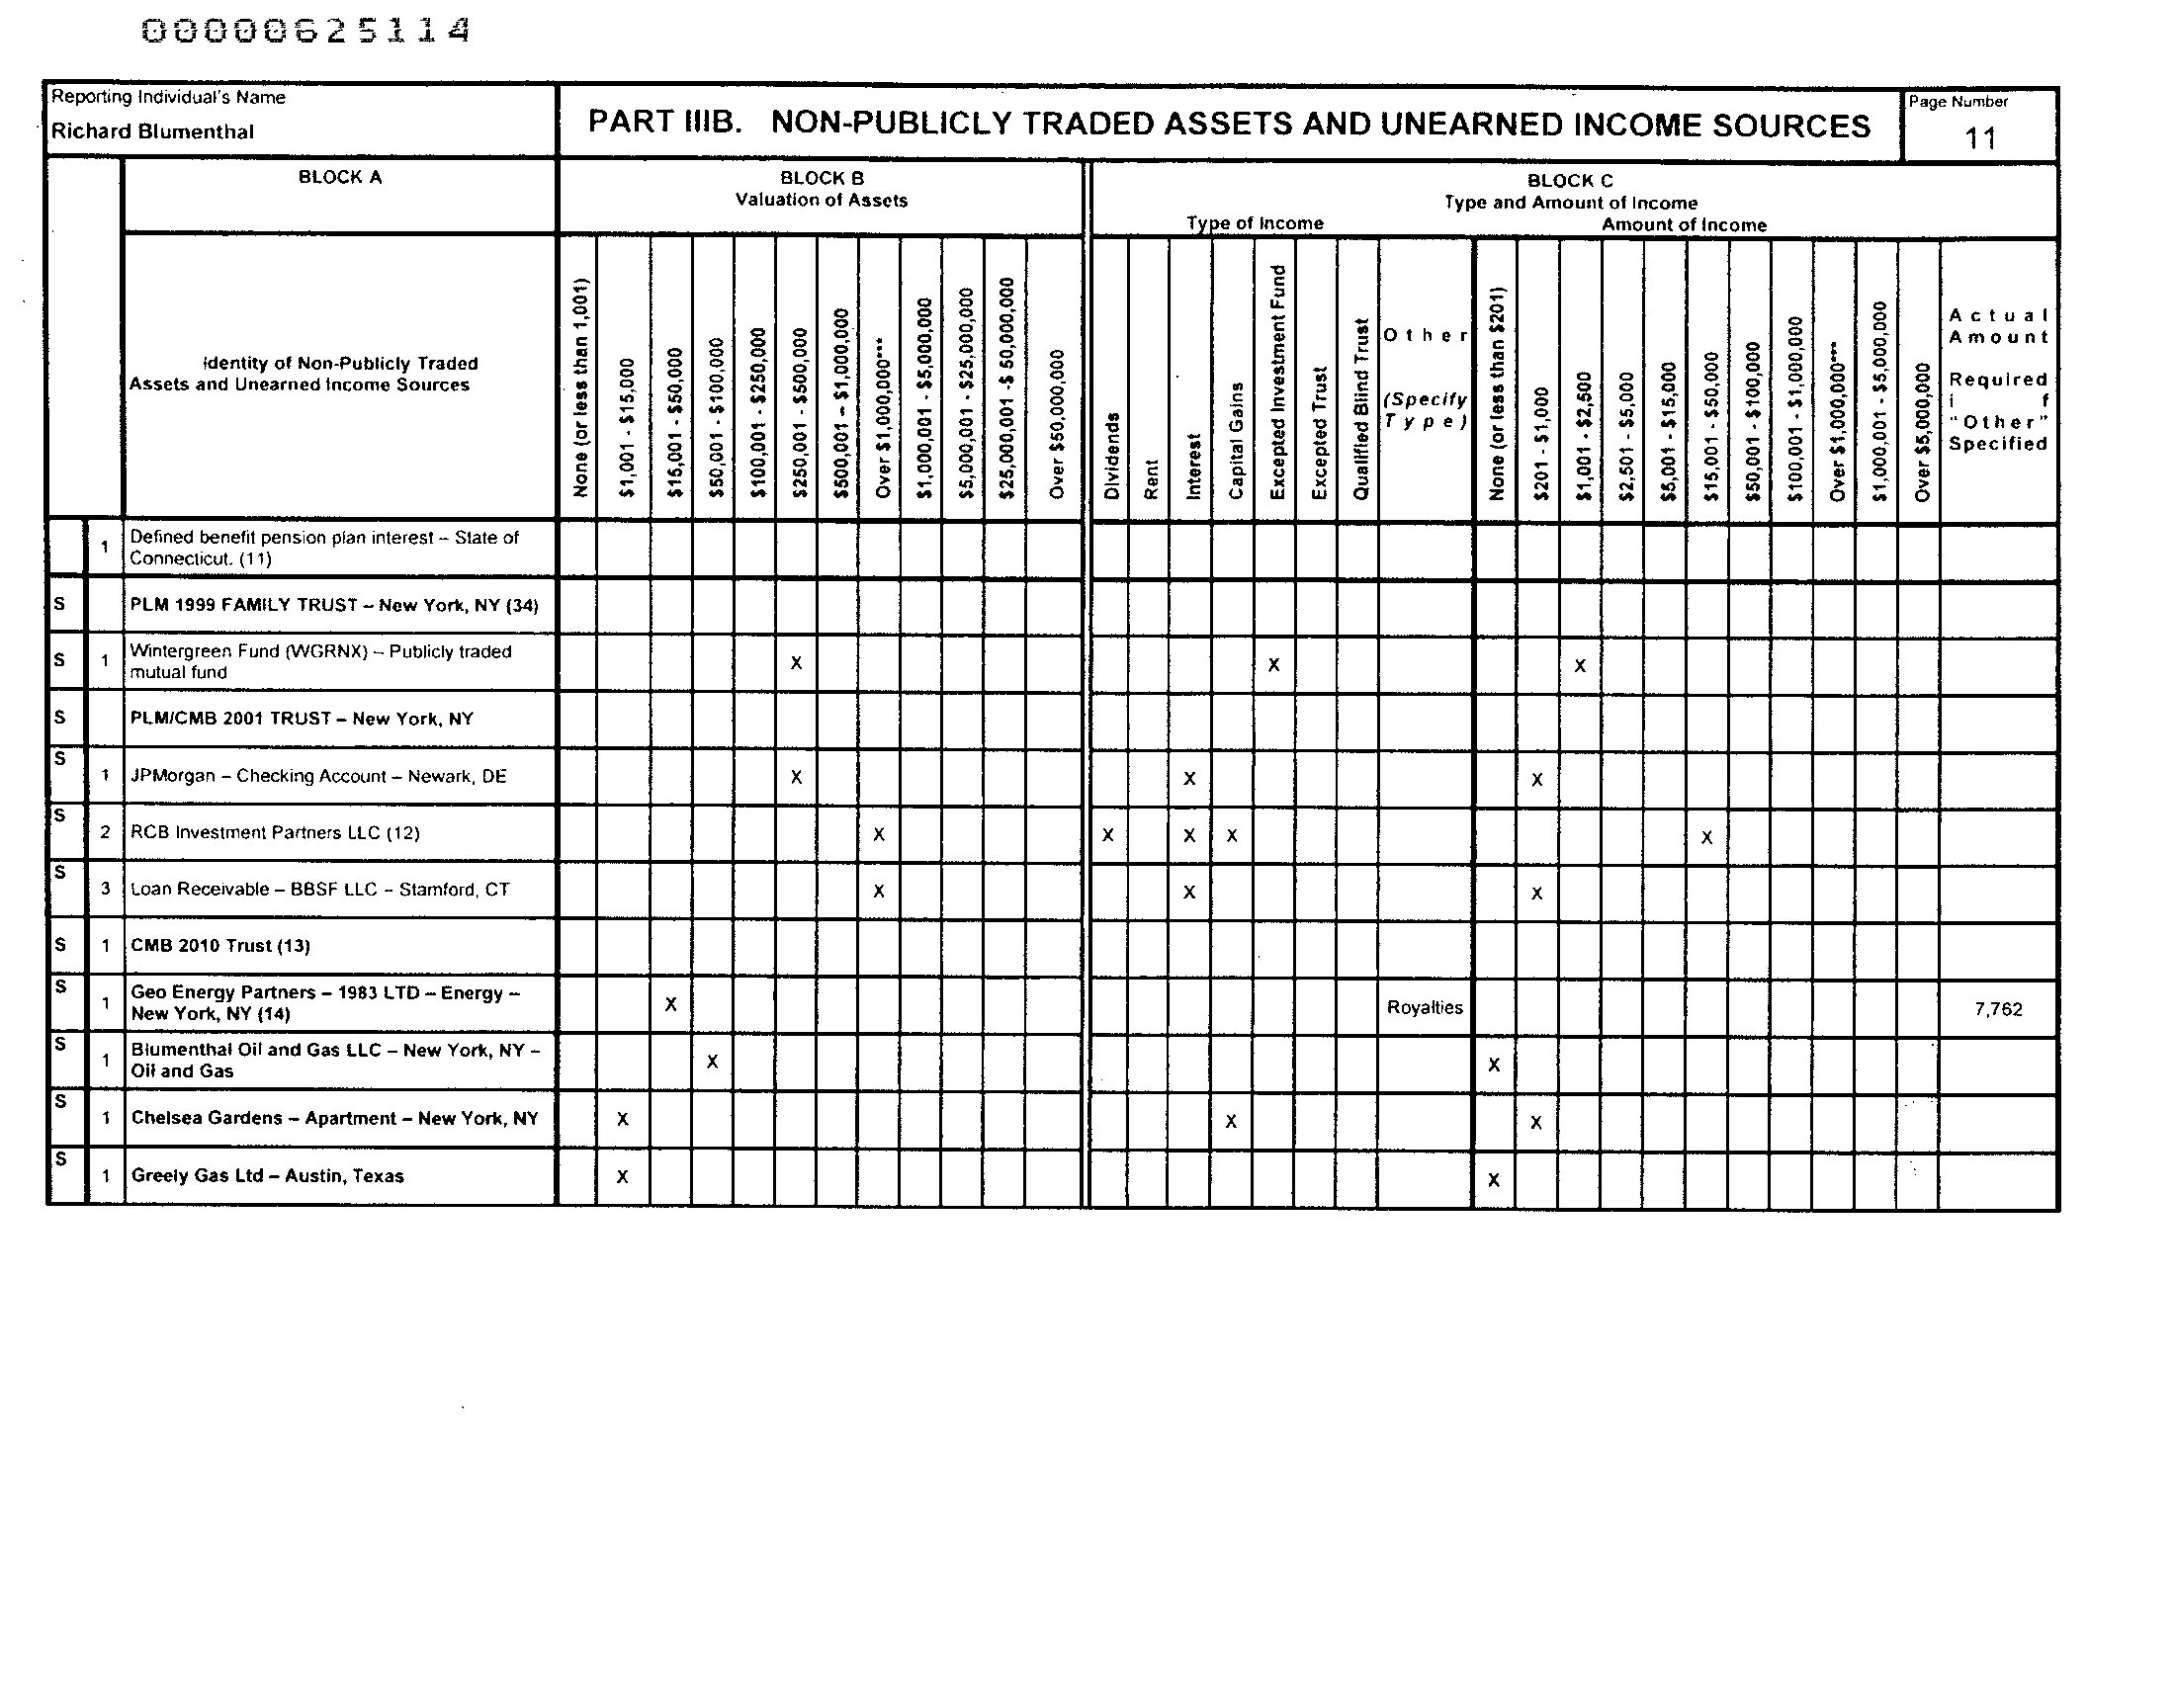 00000625114
Reporting Individual's Name
Richard Blumenthal
PART IIIB. NON-PUBLICLY TRADED ASSETS AND UNEARNED INCOME SOURCES
Page Number
11
BLOCK A
BLOCK B
Valuation of Assets
BLOCK C
Type and Amount of Income
Type of Income
Amount of Income
Identity of Non-Publicly Traded
Assets and Unearned Income Sources
None (or less than 1,001)
$1,001 - $15,000
$15,001 - $50,000
$50,001 - $100,000
$100,001 - $250,000
$250,001 - $500,000
$500,001 – $1,000,000
Over $1,000,000***
$1,000,001 - $5,000,000
$5,000,001 - $25,000,000
$25,000,001 -$ 50,000,000
Over $50,000,000
Dividends
Rent
Interest
Capital Gains
Excepted Investment Fund
Excepted Trust
Qualified Blind Trust
Other
(Specify
Type)
None (or less than $201)
$201 - $1,000
$1,001 - $2,500
$2,501 - $5,000
$5,001 - $15,000
$15,001 - $50,000
$50,001 - $100,000
$100,001 - $1,000,000
Over $1,000,000***
$1,000,001 - $5,000,000
Over $5,000,000
Actual
Amount
Required
i f
"Other"
Specified
1 Defined benefit pension plan interest – State of
Connecticut. (11)
S PLM 1999 FAMILY TRUST – New York, NY (34)
S 1 Wintergreen Fund (WGRNX) – Publicly traded
mutual fund X X X
S PLM/CMB 2001 TRUST – New York, NY
S 1 JPMorgan – Checking Account – Newark, DE X X X
S 2 RCB Investment Partners LLC (12) X X X X X
S 3 Loan Receivable – BBSF LLC – Stamford, CT X X X
S 1 CMB 2010 Trust (13)
S 1 Geo Energy Partners – 1983 LTD – Energy –
New York, NY (14) X Royalties 7,762
S 1 Blumenthal Oil and Gas LLC – New York, NY –
Oil and Gas X X
S 1 Chelsea Gardens – Apartment – New York, NY X X X
S 1 Greely Gas Ltd – Austin, Texas X X